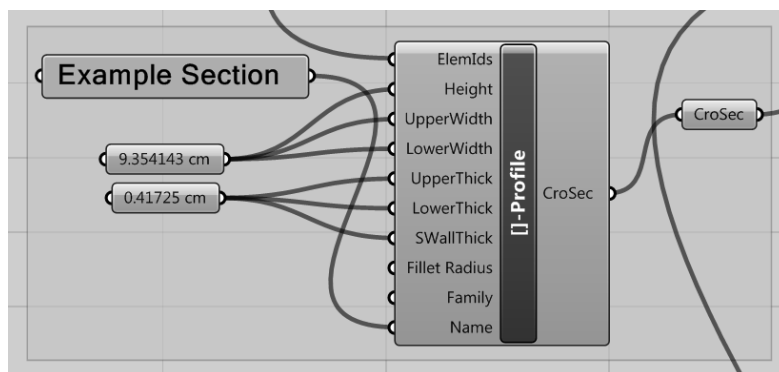 Example Section
9.354143 cm
0.41725 cm
ElemIds
Height
UpperWidth
LowerWidth
UpperThick
LowerThick
SWallThick
Fillet Radius
Family
Name
[]-Profile
CroSec
CroSec